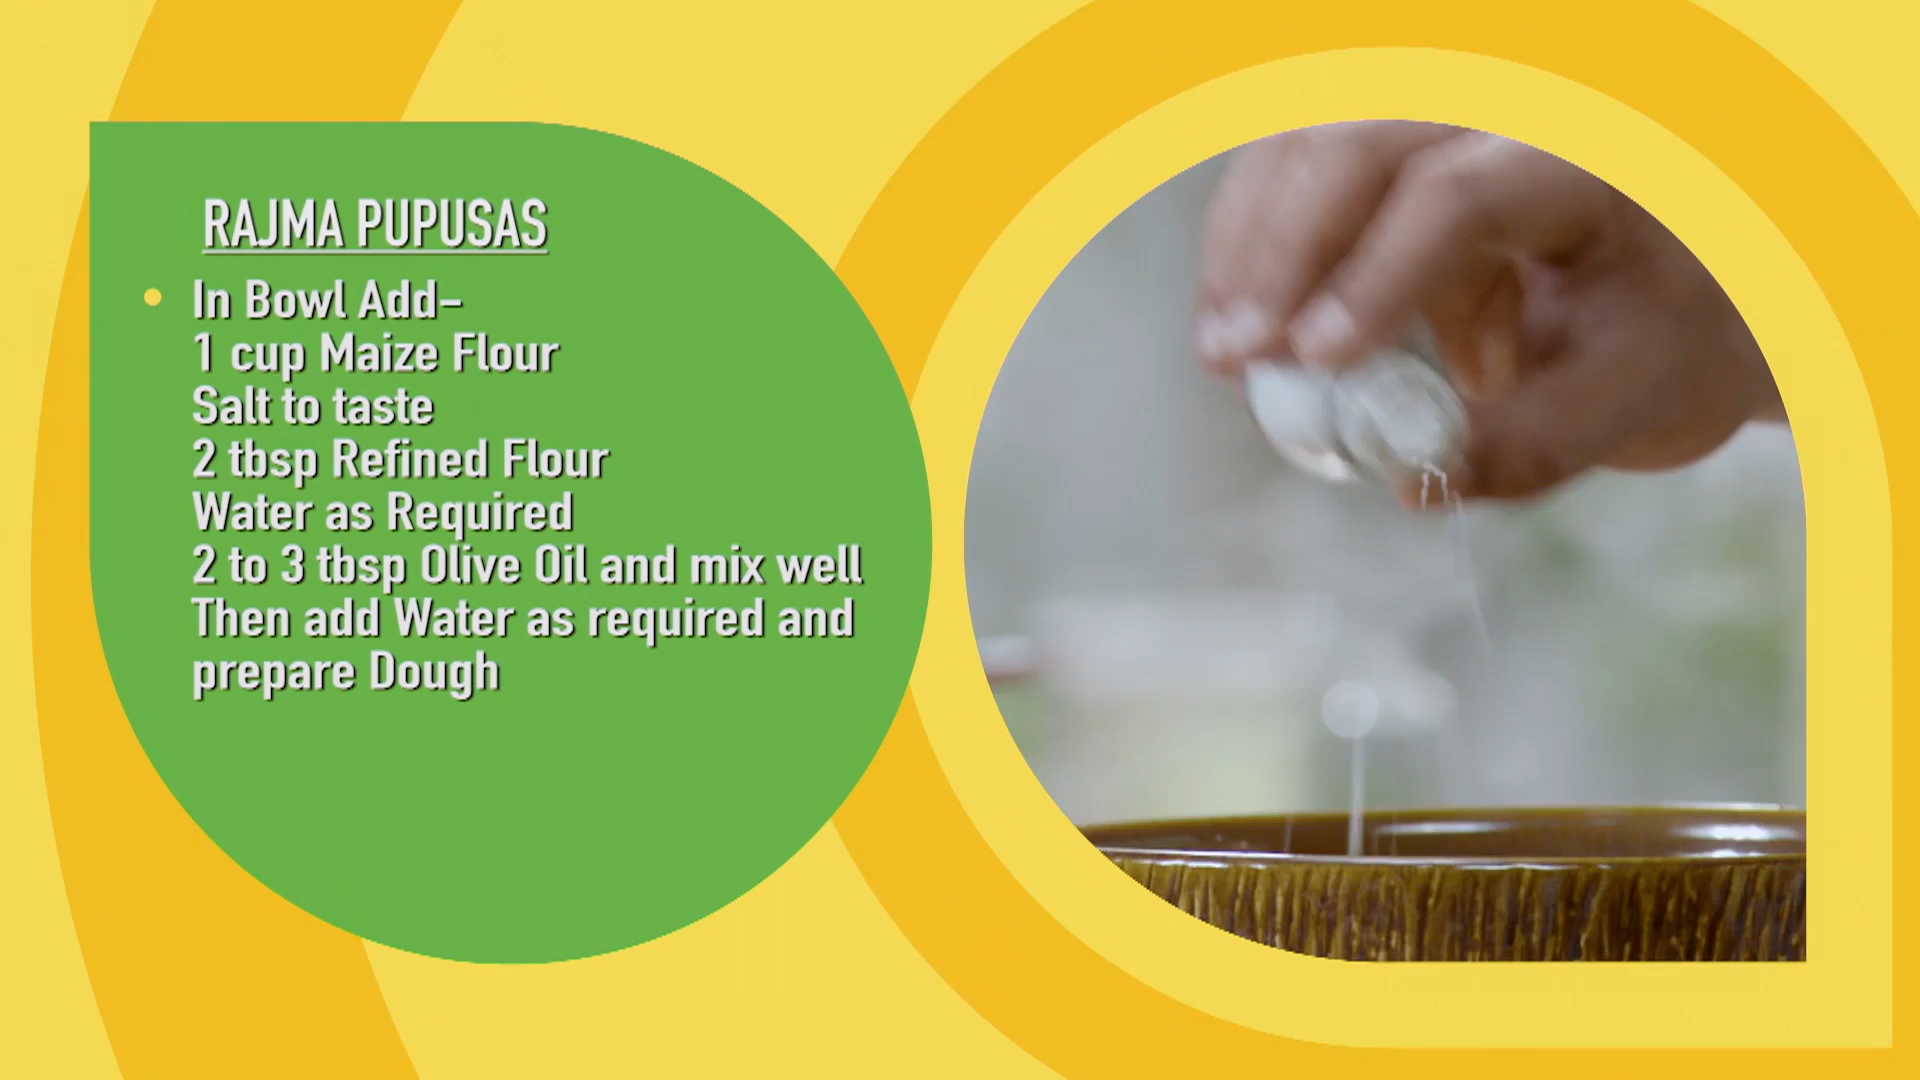 RAJMA PUPUSAS
In Bowl Add–
1 cup Maize Flour
Salt to taste
2 tbsp Refined Flour
Water as Required
2 to 3 tbsp Olive Oil and mix well
Then add Water as required and
prepare Dough